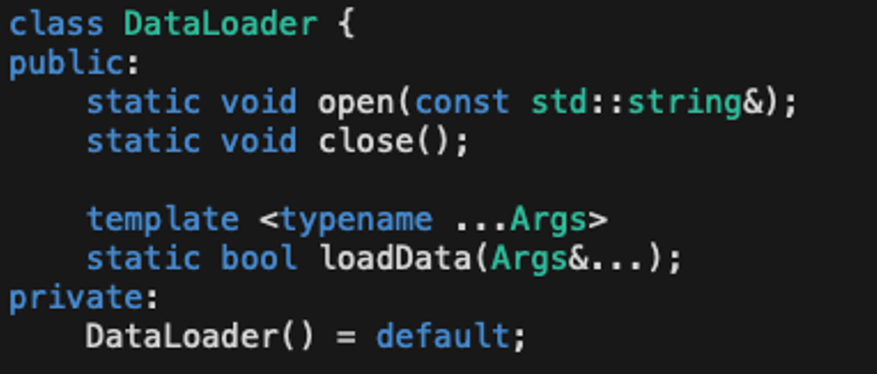 class DataLoader {
public:
    static void open(const std::string&);
    static void close();

    template <typename ...Args>
    static bool loadData(Args&...);
private:
    DataLoader() = default;